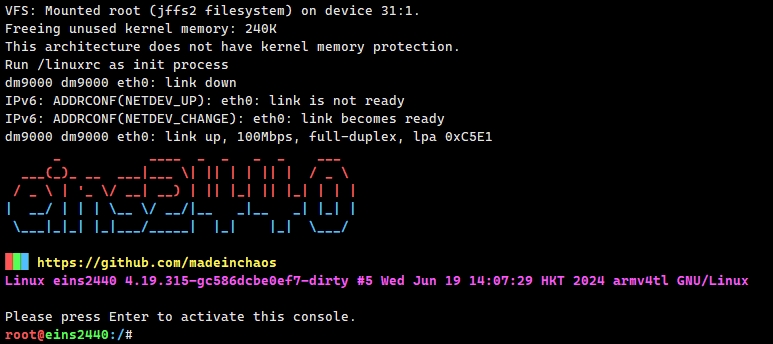 VFS: Mounted root (jffs2 filesystem) on device 31:1.
Freeing unused kernel memory: 240K
This architecture does not have kernel memory protection.
Run /linuxrc as init process
dm9000 dm9000 eth0: link down
IPv6: ADDRCONF(NETDEV_UP): eth0: link is not ready
IPv6: ADDRCONF(NETDEV_CHANGE): eth0: link becomes ready
dm9000 dm9000 eth0: link up, 100Mbps, full-duplex, lpa 0xC5E1
eins2440
https://github.com/madeinchaos
Linux eins2440 4.19.315-gc586dcbe0ef7-dirty #5 Wed Jun 19 14:07:29 HKT 2024 armv4tl GNU/Linux
Please press Enter to activate this console.
root@eins2440:/#